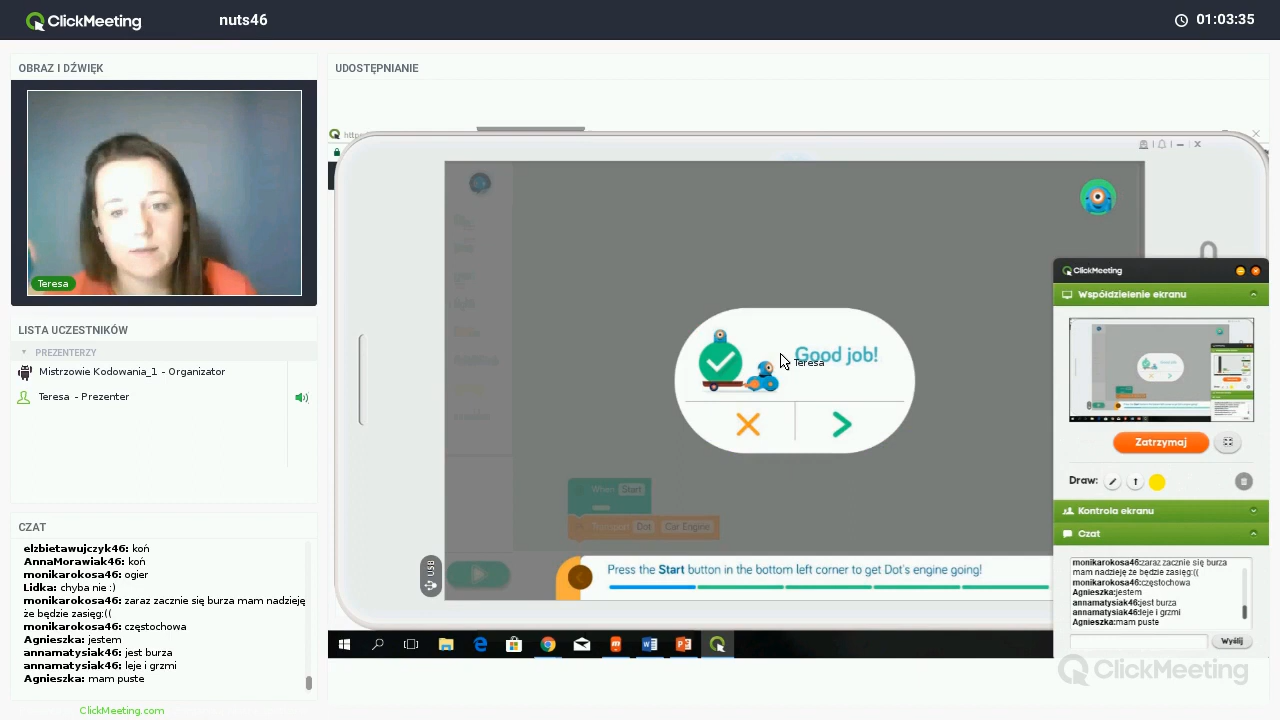 ClickMeeting
nuts46
01:03:35
OBRAZ I DŹWIĘK
Teresa
LISTA UCZESTNIKÓW
PREZENTERZY
Mistrzowie Kodowania_1 - Organizator
Teresa - Prezenter
CZAT
elzbietawujczyk46: koń
AnnaMorawiak46: koń
monikarokosa46: ogier
Lidka: chyba nie :)
monikarokosa46: zaraz zacznie się burza mam nadzieję
że będzie zasięg:((
monikarokosa46: częstochowa
Agnieszka: jestem
annamatysiak46: jest burza
annamatysiak46: leje i grzmi
Agnieszka: mam puste
ClickMeeting.com
UDOSTĘPNIANIE
Good job!
Teresa
When Start
Transport Dot Car Engine
USB
Press the Start button in the bottom left corner to get Dot's engine going!
ClickMeeting
Współdzielenie ekranu
Zatrzymaj
Draw:
Kontrola ekranu
Czat
monikarokosa46:zaraz zacznie się burza
mam nadzieję że będzie zasięg:((
monikarokosa46:częstochowa
Agnieszka:jestem
annamatysiak46:jest burza
annamatysiak46:leje i grzmi
Agnieszka:mam puste
Wyślij
ClickMeeting